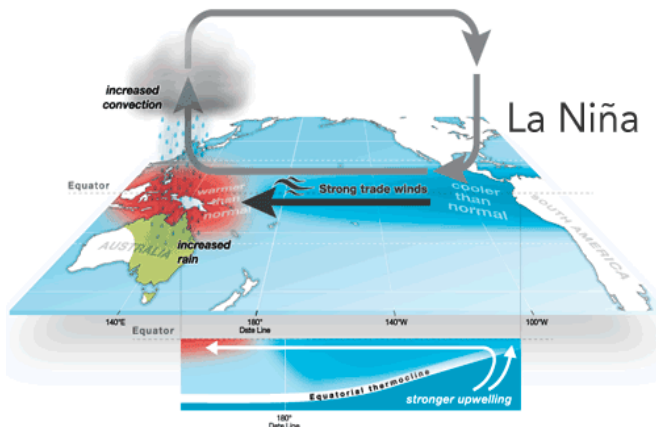 increased
convection
La Niña
Equator
warmer
than
normal
Strong trade winds
cooler
than
normal
SOUTH AMERICA
AUSTRALIA
increased
rain
140°E
180°
Date Line
140°W
100°W
Equator
Equatorial thermocline
stronger upwelling
180°
Date Line